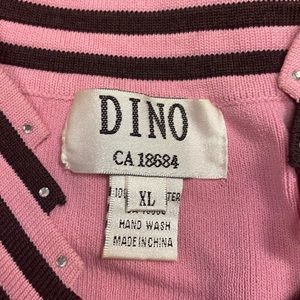 DINO
CA 18684
XL
HAND WASH
MADE IN CHINA